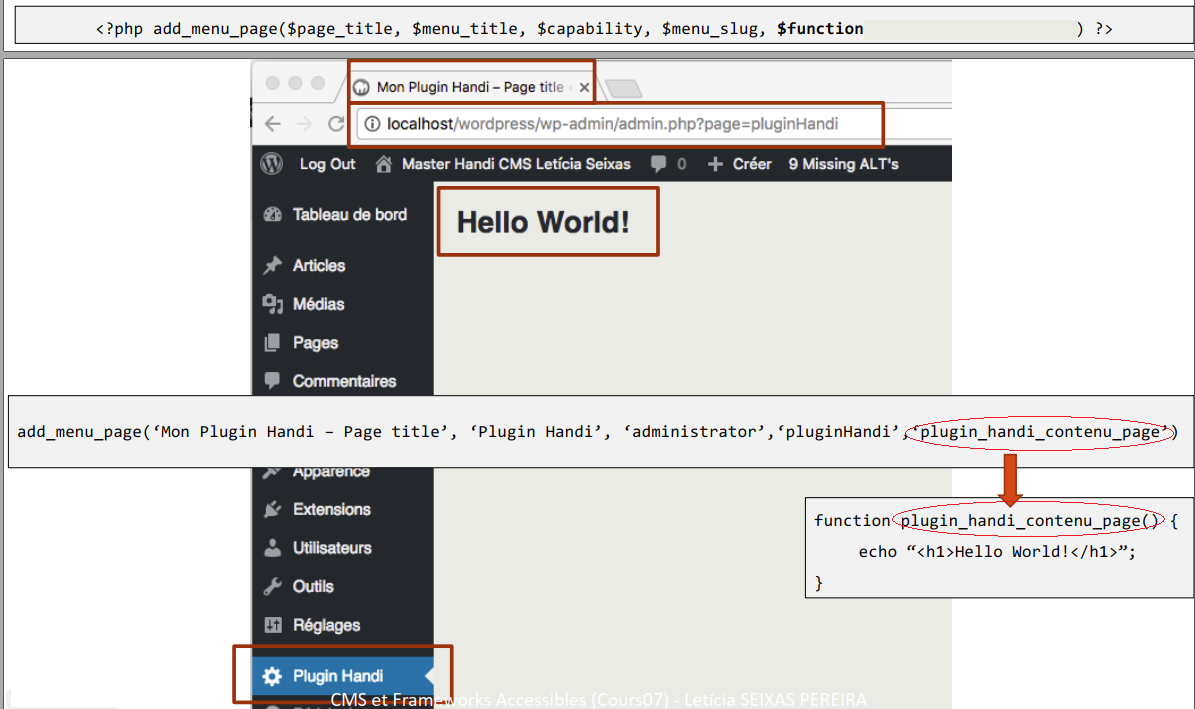 <?php add_menu_page($page_title, $menu_title, $capability, $menu_slug, $function ) ?>
Mon Plugin Handi – Page title
localhost/wordpress/wp-admin/admin.php?page=pluginHandi
Log Out Master Handi CMS Letícia Seixas 0 Créer 9 Missing ALT's
Tableau de bord
Hello World!
Articles
Médias
Pages
Commentaires
add_menu_page(‘Mon Plugin Handi – Page title’, ‘Plugin Handi’, ‘administrator’,‘pluginHandi’,‘plugin_handi_contenu_page’)
Apparence
Extensions
function plugin_handi_contenu_page() {
Utilisateurs
echo “<h1>Hello World!</h1>”;
Outils
}
Réglages
Plugin Handi
CMS et Frameworks Accessibles (Cours07) - Letícia SEIXAS PEREIRA